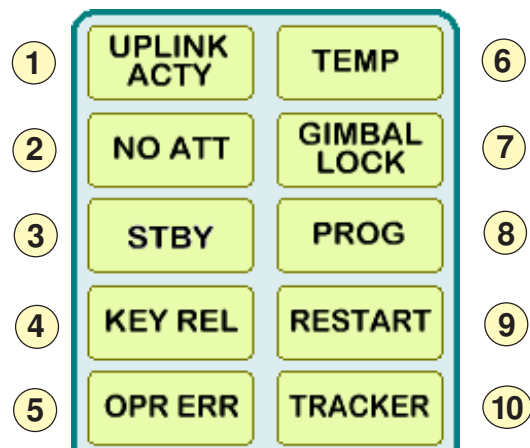 1 UPLINK ACTY TEMP 6
2 NO ATT GIMBAL LOCK 7
3 STBY PROG 8
4 KEY REL RESTART 9
5 OPR ERR TRACKER 10